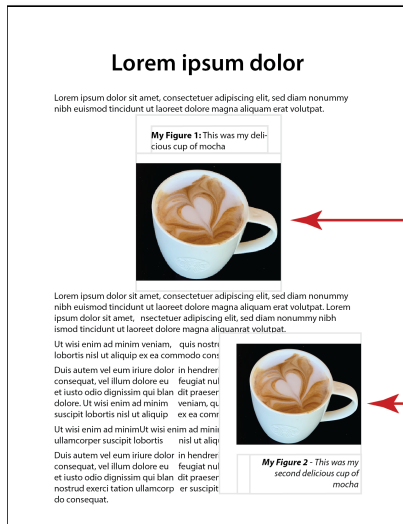 Lorem ipsum dolor
Lorem ipsum dolor sit amet, consectetuer adipiscing elit, sed diam nonummy
nibh euismod tincidunt ut laoreet dolore magna aliquam erat volutpat.
My Figure 1: This was my deli-
cious cup of mocha
Lorem ipsum dolor sit amet, consectetuer adipiscing elit, sed diam nonummy
nibh euismod tincidunt ut laoreet dolore magna aliquam erat volutpat. Lorem
ipsum dolor sit amet, nsectetuer adipiscing elit, sed diam nonummy nibh
ismod tincidunt ut laoreet dolore magna aliquanrat volutpat.
Ut wisi enim ad minim veniam, quis nostru
lobortis nisl ut aliquip ex ea commodo cons
Duis autem vel eum iriure dolor in hendrer
consequat, vel illum dolore eu feugiat nul
et iusto odio dignissim qui blan dit praesen
dolore. Ut wisi enim ad minim veniam, qu
suscipit lobortis nisl ut aliquip ex ea comm
Ut wisi enim ad minimUt wisi enim ad minim
ullamcorper suscipit lobortis nisl ut aliqu
Duis autem vel eum iriure dolor in hendrer
consequat, vel illum dolore eu feugiat nul
et iusto odio dignissim qui blan dit praesen
nostrud exerci tation ullamcorp er suscipit
do consequat.
My Figure 2 - This was my
second delicious cup of
mocha